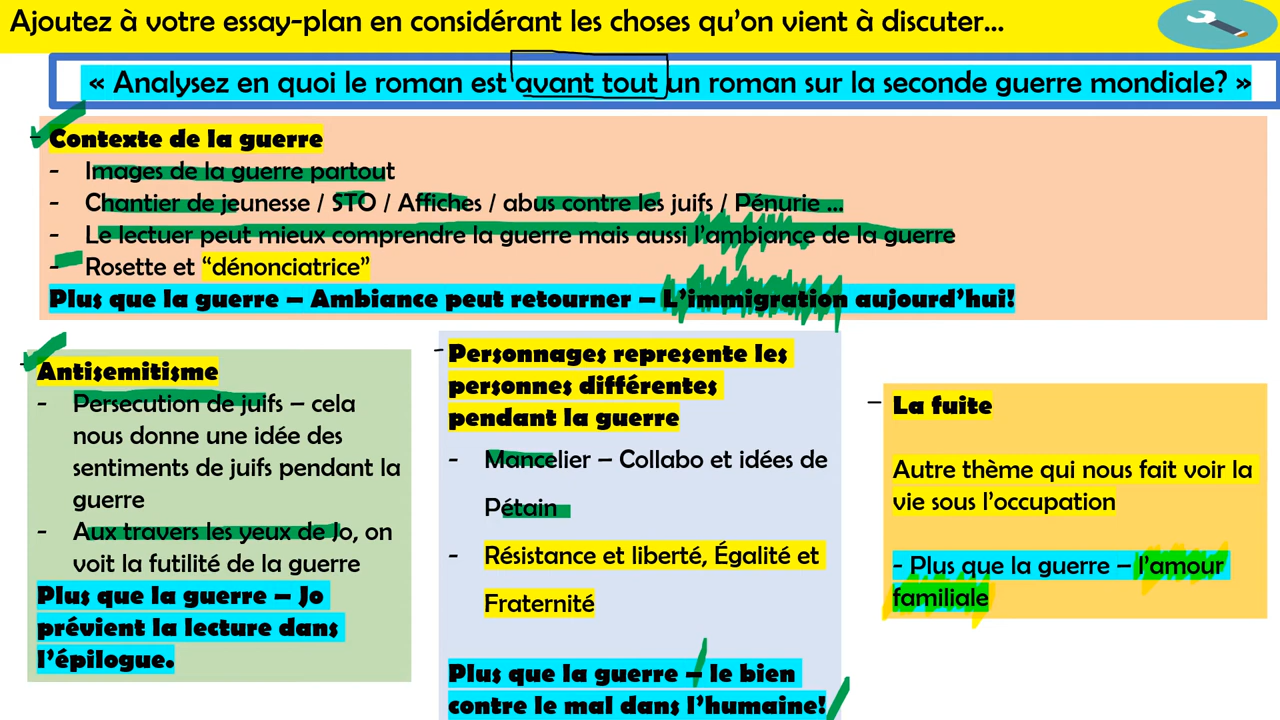 Ajoutez à votre essay-plan en considérant les choses qu'on vient à discuter...
« Analysez en quoi le roman est avant tout un roman sur la seconde guerre mondiale? »
Contexte de la guerre
- Images de la guerre partout
- Chantier de jeunesse / STO / Affiches / abus contre les juifs / Pénurie ...
- Le lectuer peut mieux comprendre la guerre mais aussi l'ambiance de la guerre
- Rosette et “dénonciatrice”
Plus que la guerre – Ambiance peut retourner – L'immigration aujourd'hui!
Antisemitisme
- Persecution de juifs – cela
nous donne une idée des
sentiments de juifs pendant la
guerre
- Aux travers les yeux de Jo, on
voit la futilité de la guerre
Plus que la guerre – Jo
prévient la lecture dans
l'épilogue.
Personnages represente les
personnes différentes
pendant la guerre
- Mancelier – Collabo et idées de
Pétain
- Résistance et liberté, Égalité et
Fraternité
Plus que la guerre – le bien
contre le mal dans l'humaine!
La fuite
Autre thème qui nous fait voir la
vie sous l'occupation
- Plus que la guerre – l'amour
familiale